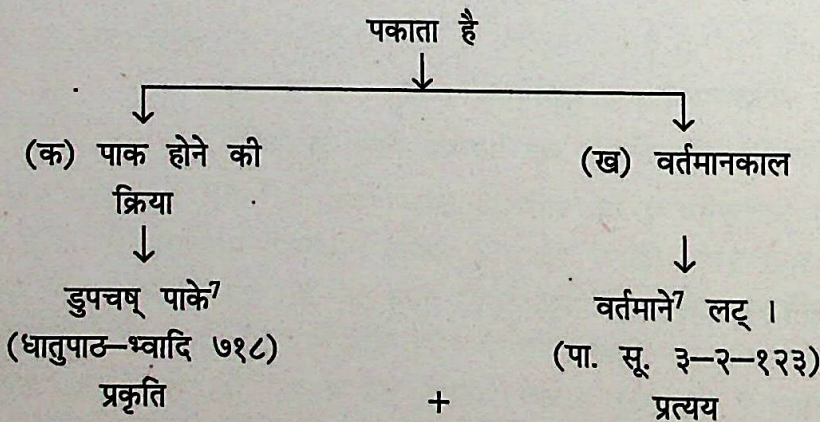 पकाता है
(क) पाक होने की
क्रिया
(ख) वर्तमानकाल
डुपचष् पाके⁷
(धातुपाठ–भ्वादि ७१८)
प्रकृति
+
वर्तमाने⁷ लट् ।
(पा. सू. ३–२–१२३)
प्रत्यय